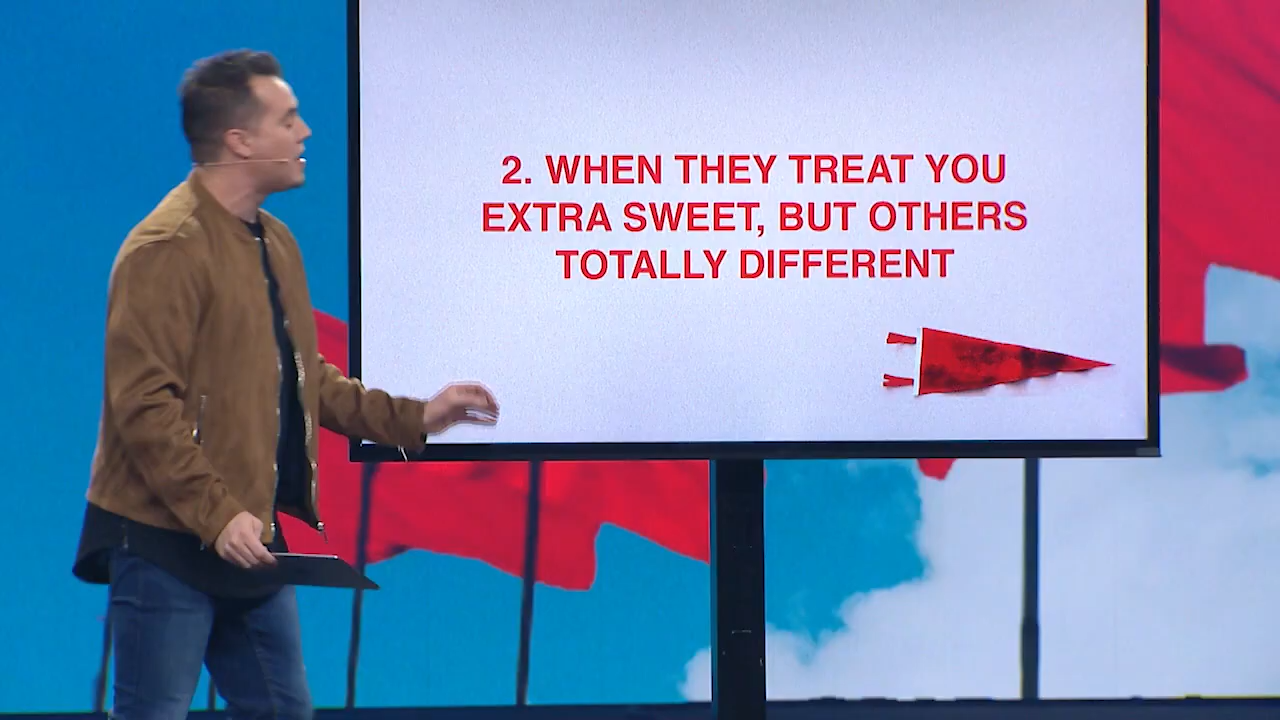 2. WHEN THEY TREAT YOU
EXTRA SWEET, BUT OTHERS
TOTALLY DIFFERENT